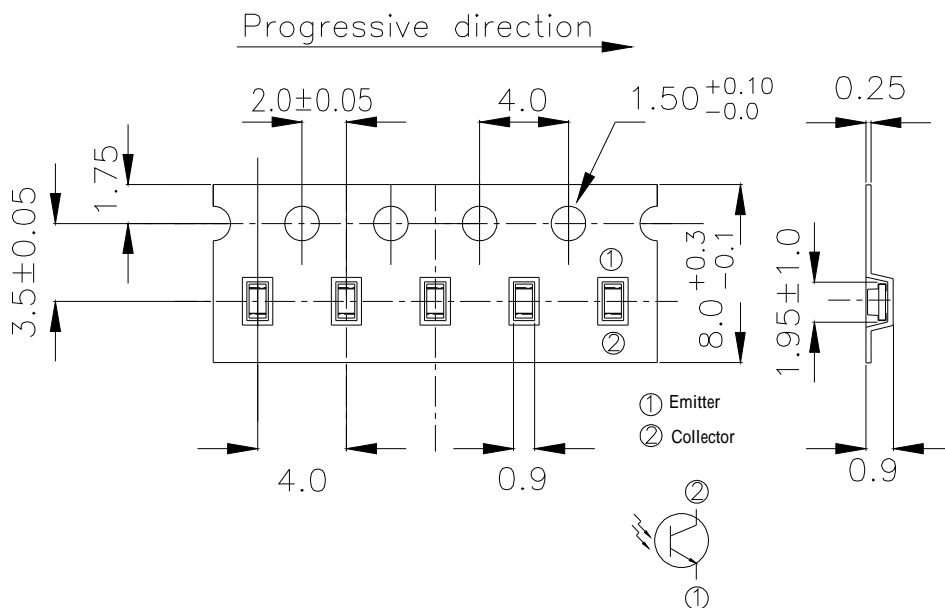 Progressive direction
2.0±0.05
4.0
1.50 +0.10 -0.0
0.25
1.75
3.5±0.05
①
②
8.0 +0.3 -0.1
1.95±1.0
① Emitter
② Collector
4.0
0.9
0.9
②
①